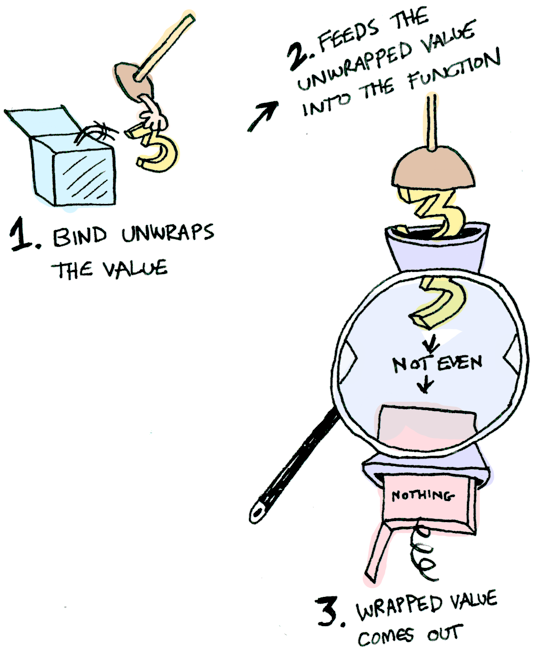 3
1. BIND UNWRAPS
THE VALUE
2. FEEDS THE
UNWRAPPED VALUE
INTO THE FUNCTION
3
3
NOT EVEN
NOTHING
3. WRAPPED VALUE
COMES OUT